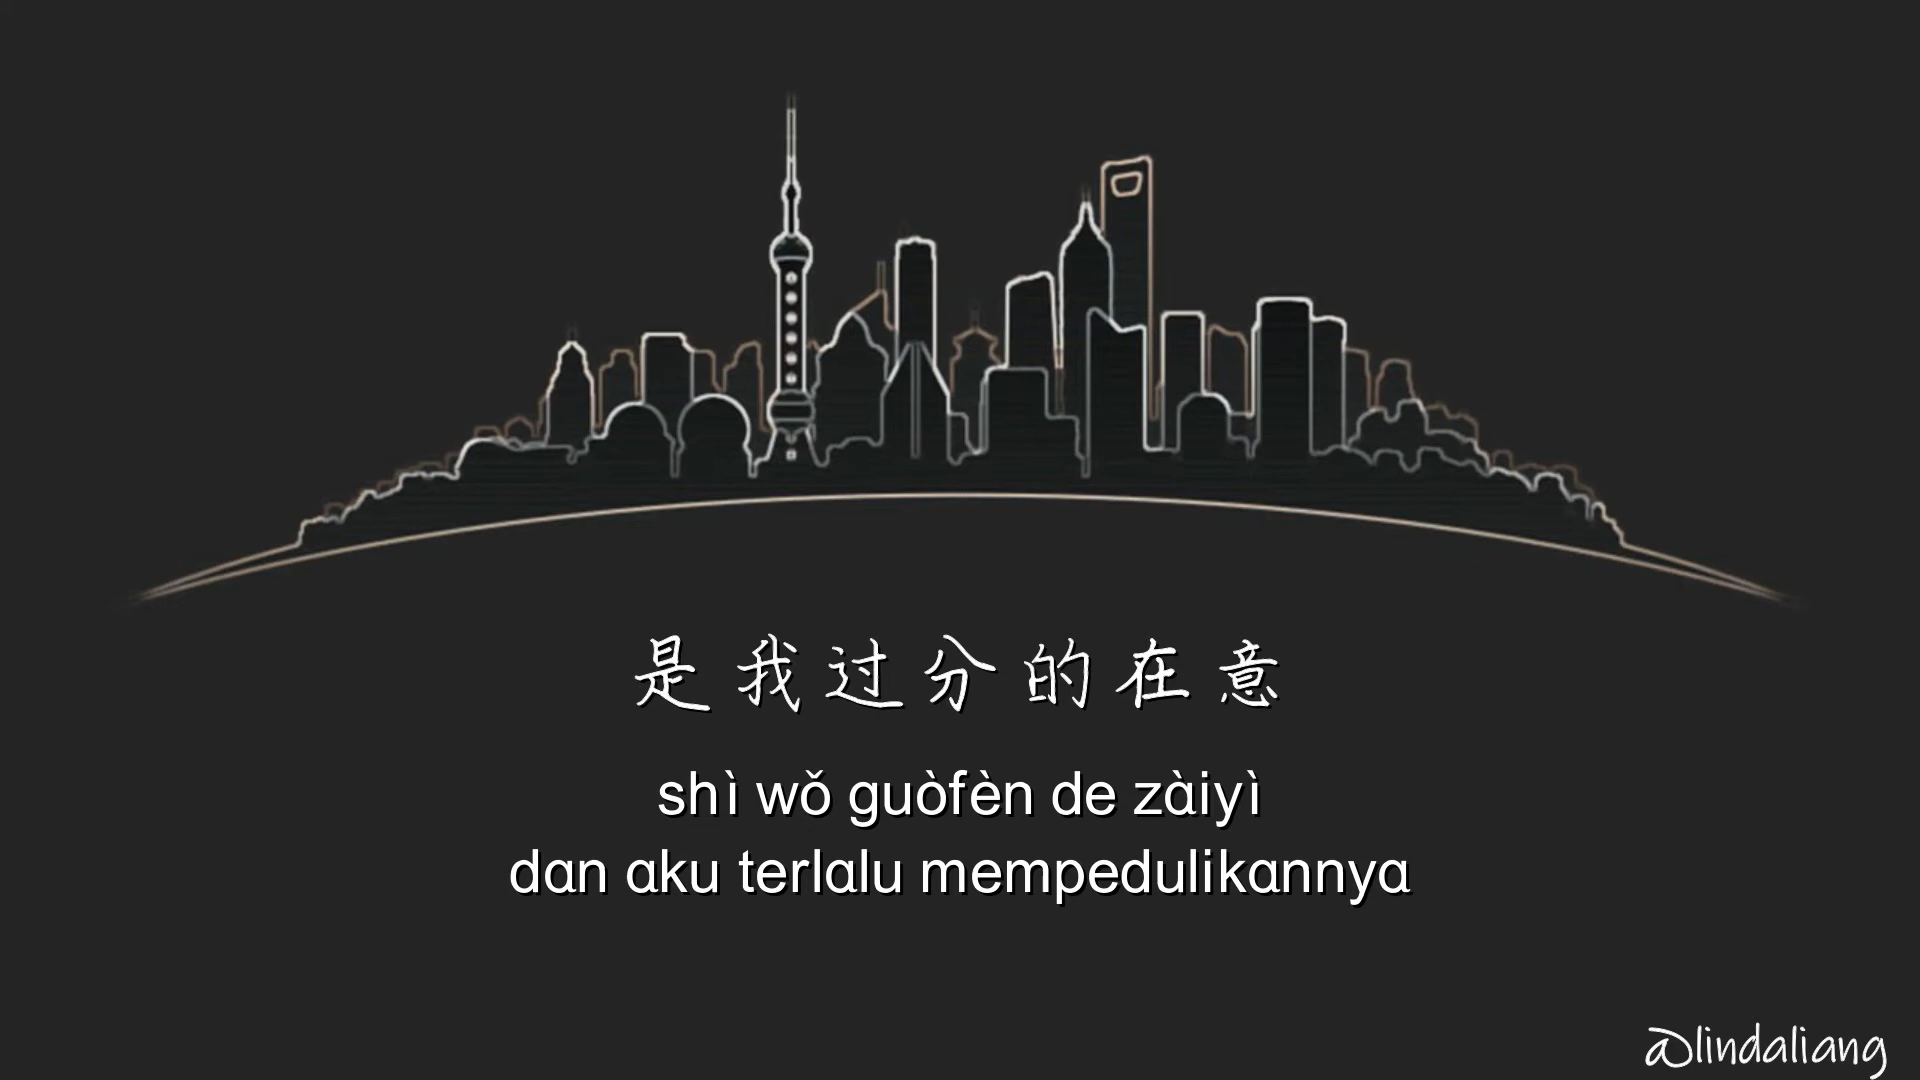 是我过分的在意
shì wǒ guòfèn de zàiyì
dan aku terlalu mempedulikannya
@lindaliang